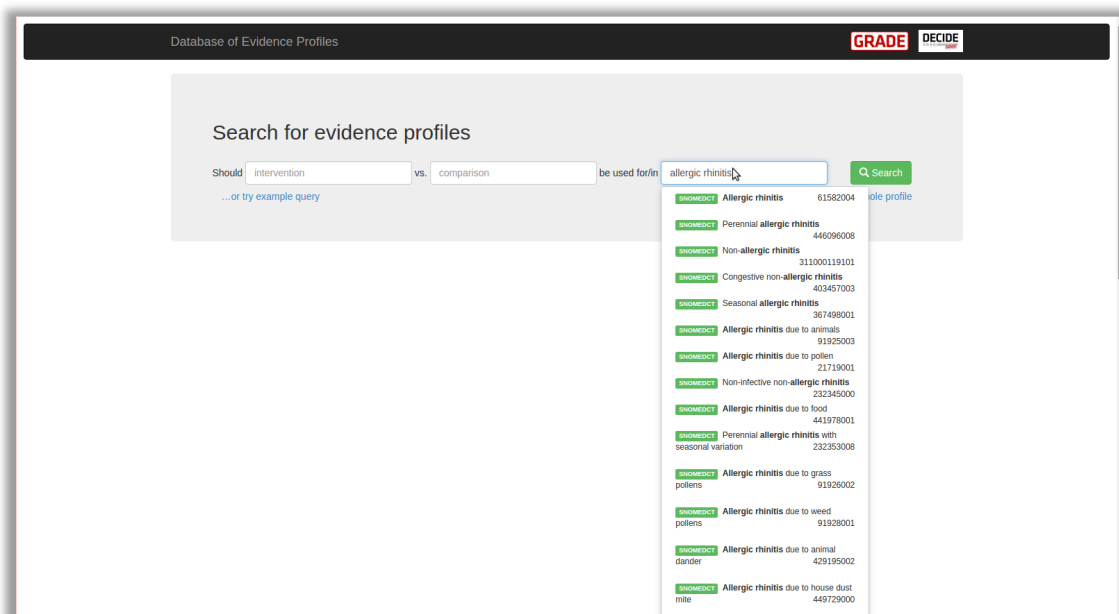 Database of Evidence Profiles
GRADE
DECIDE
Search for evidence profiles
Should intervention vs. comparison be used for/in allergic rhinitis Search
…or try example query
ole profile
SNOMEDCT Allergic rhinitis 61582004
SNOMEDCT Perennial allergic rhinitis
446096008
SNOMEDCT Non-allergic rhinitis
311000119101
SNOMEDCT Congestive non-allergic rhinitis
403457003
SNOMEDCT Seasonal allergic rhinitis
367498001
SNOMEDCT Allergic rhinitis due to animals
91925003
SNOMEDCT Allergic rhinitis due to pollen
21719001
SNOMEDCT Non-infective non-allergic rhinitis
232345000
SNOMEDCT Allergic rhinitis due to food
441978001
SNOMEDCT Perennial allergic rhinitis with
seasonal variation 232353008
SNOMEDCT Allergic rhinitis due to grass
pollens 91926002
SNOMEDCT Allergic rhinitis due to weed
pollens 91928001
SNOMEDCT Allergic rhinitis due to animal
dander 429195002
SNOMEDCT Allergic rhinitis due to house dust
mite 449729000